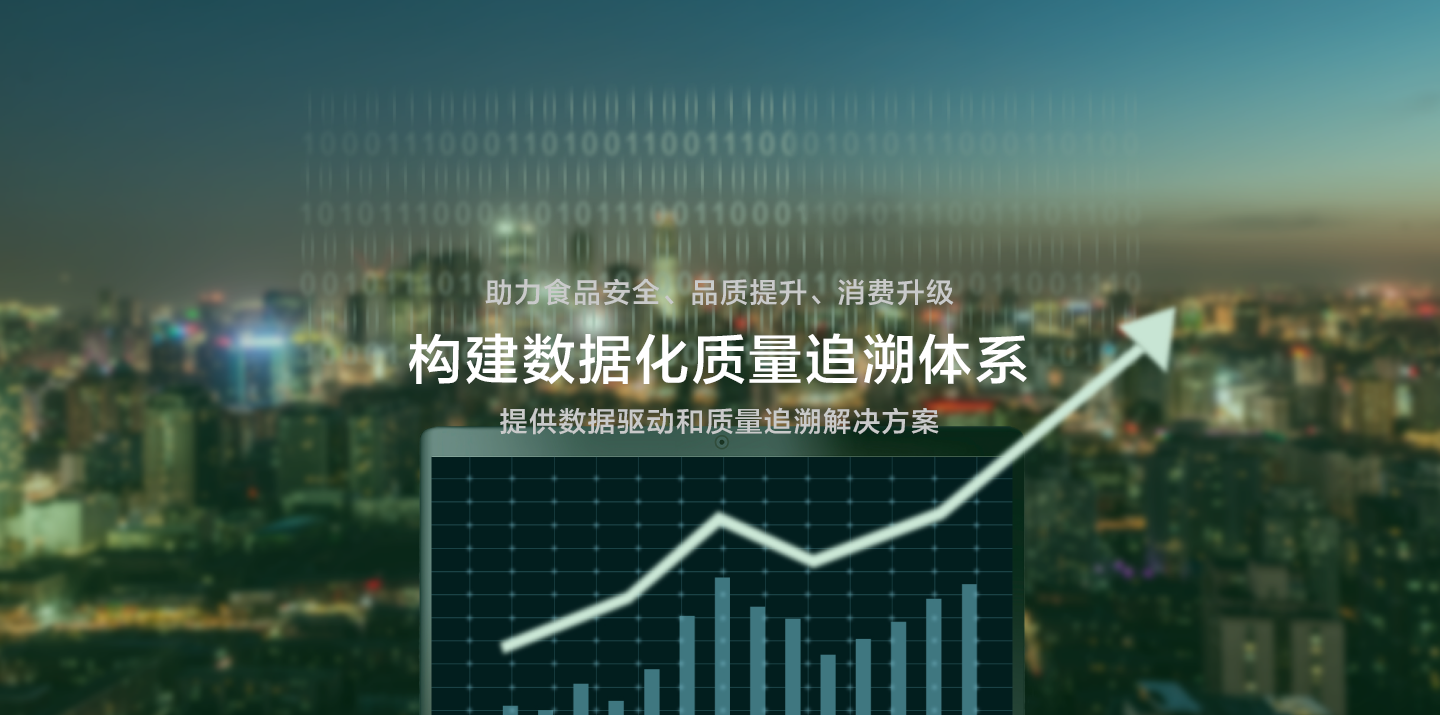 助力食品安全、品质提升、消费升级
构建数据化质量追溯体系
提供数据驱动和质量追溯解决方案